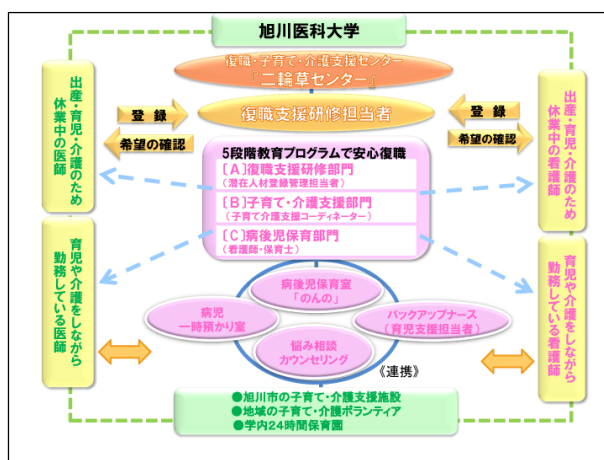 旭川医科大学
復職・子育て・介護支援センター
『二輪草センター』
復職支援研修担当者
登録
希望の確認
登録
希望の確認
出産・育児・介護のため
休業中の医師
出産・育児・介護のため
休業中の看護師
5段階教育プログラムで安心復職
〔A〕復職支援研修部門
(潜在人材登録管理担当者)
〔B〕子育て・介護支援部門
(子育て介護支援コーディネーター)
〔C〕病後児保育部門
(看護師・保育士)
育児や介護をしながら
勤務している医師
育児や介護をしながら
勤務している看護師
病後児保育室
「のんの」
病児
一時預かり室
バックアップナース
(育児支援担当者)
悩み相談
カウンセリング
《連携》
●旭川市の子育て・介護支援施設
●地域の子育て・介護ボランティア
●学内24時間保育園